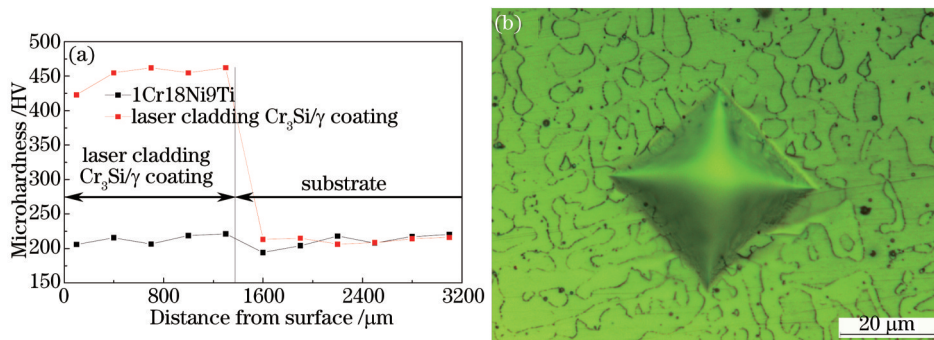 (a)
500
450
400
350
300
250
200
150
Microhardness /HV
1Cr18Ni9Ti
laser cladding Cr₃Si/γ coating
laser cladding
Cr₃Si/γ coating
substrate
0 800 1600 2400 3200
Distance from surface /μm
(b)
20 μm